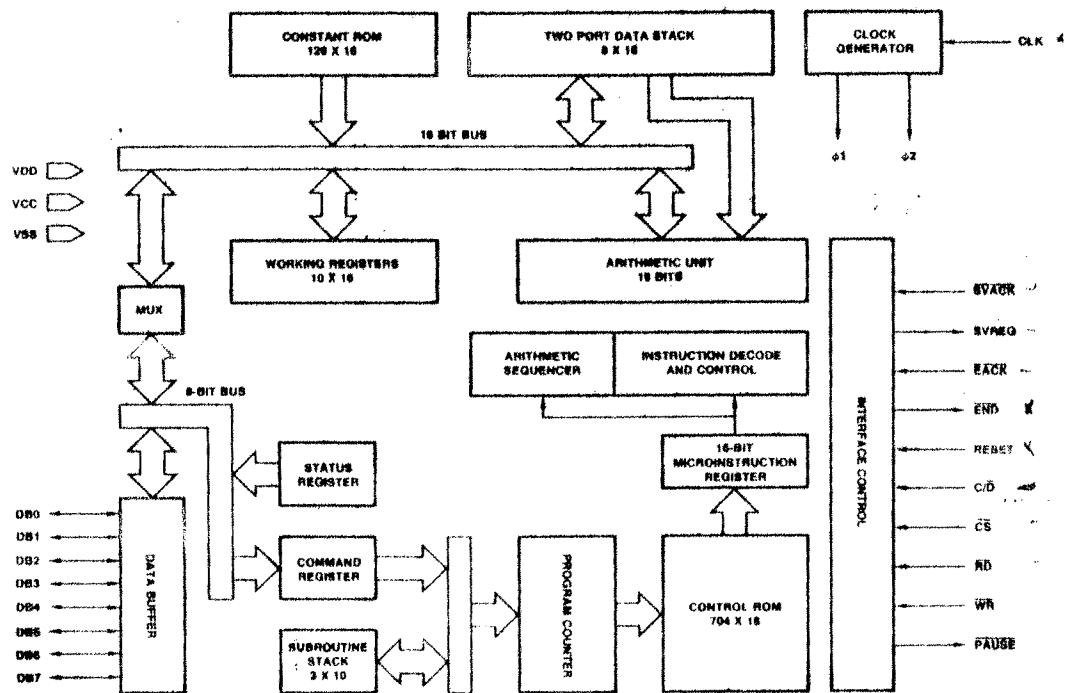 CONSTANT ROM
128 X 16
TWO PORT DATA STACK
8 X 16
CLOCK
GENERATOR
CLK
16 BIT BUS
φ1
φ2
VDD
VCC
VSS
WORKING REGISTERS
10 X 16
ARITHMETIC UNIT
16 BITS
MUX
SVACK
ARITHMETIC
SEQUENCER
INSTRUCTION DECODE
AND CONTROL
SVREQ
EACK
8-BIT BUS
END
INTERFACE CONTROL
STATUS
REGISTER
16-BIT
MICROINSTRUCTION
REGISTER
RESET
C/D
DB0
DB1
DB2
DB3
DB4
DB5
DB6
DB7
DATA BUFFER
COMMAND
REGISTER
SUBROUTINE
STACK
3 X 10
PROGRAM COUNTER
CONTROL ROM
704 X 16
CS
RD
WR
PAUSE